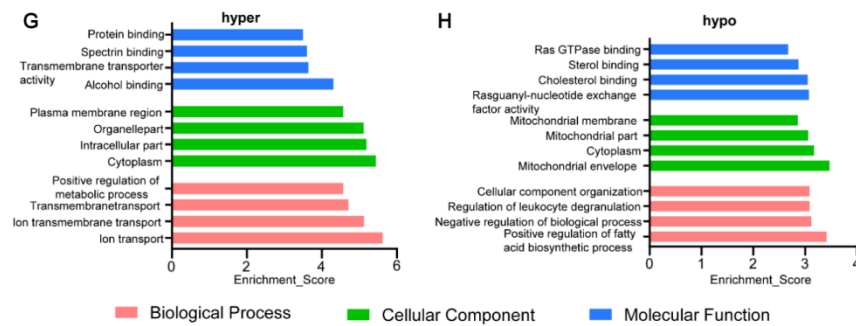 G
hyper
Protein binding
Spectrin binding
Transmembrane transporter
activity
Alcohol binding
Plasma membrane region
Organellepart
Intracellular part
Cytoplasm
Positive regulation of
metabolic process
Transmembranetransport
Ion transmembrane transport
Ion transport
0
2
4
6
Enrichment_Score
H
hypo
Ras GTPase binding
Sterol binding
Cholesterol binding
Rasguanyl-nucleotide exchange
factor activity
Mitochondrial membrane
Mitochondrial part
Cytoplasm
Mitochondrial envelope
Cellular component organization
Regulation of leukocyte degranulation
Negative regulation of biological process
Positive regulation of fatty
acid biosynthetic process
0
1
2
3
4
Enrichment_Score
Biological Process
Cellular Component
Molecular Function